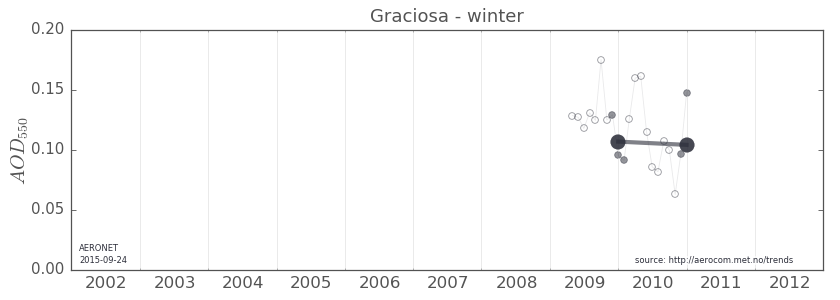 Graciosa - winter
0.20
0.15
0.10
0.05
0.00
AOD550
AERONET
2015-09-24
source: http://aerocom.met.no/trends
2002 2003 2004 2005 2006 2007 2008 2009 2010 2011 2012